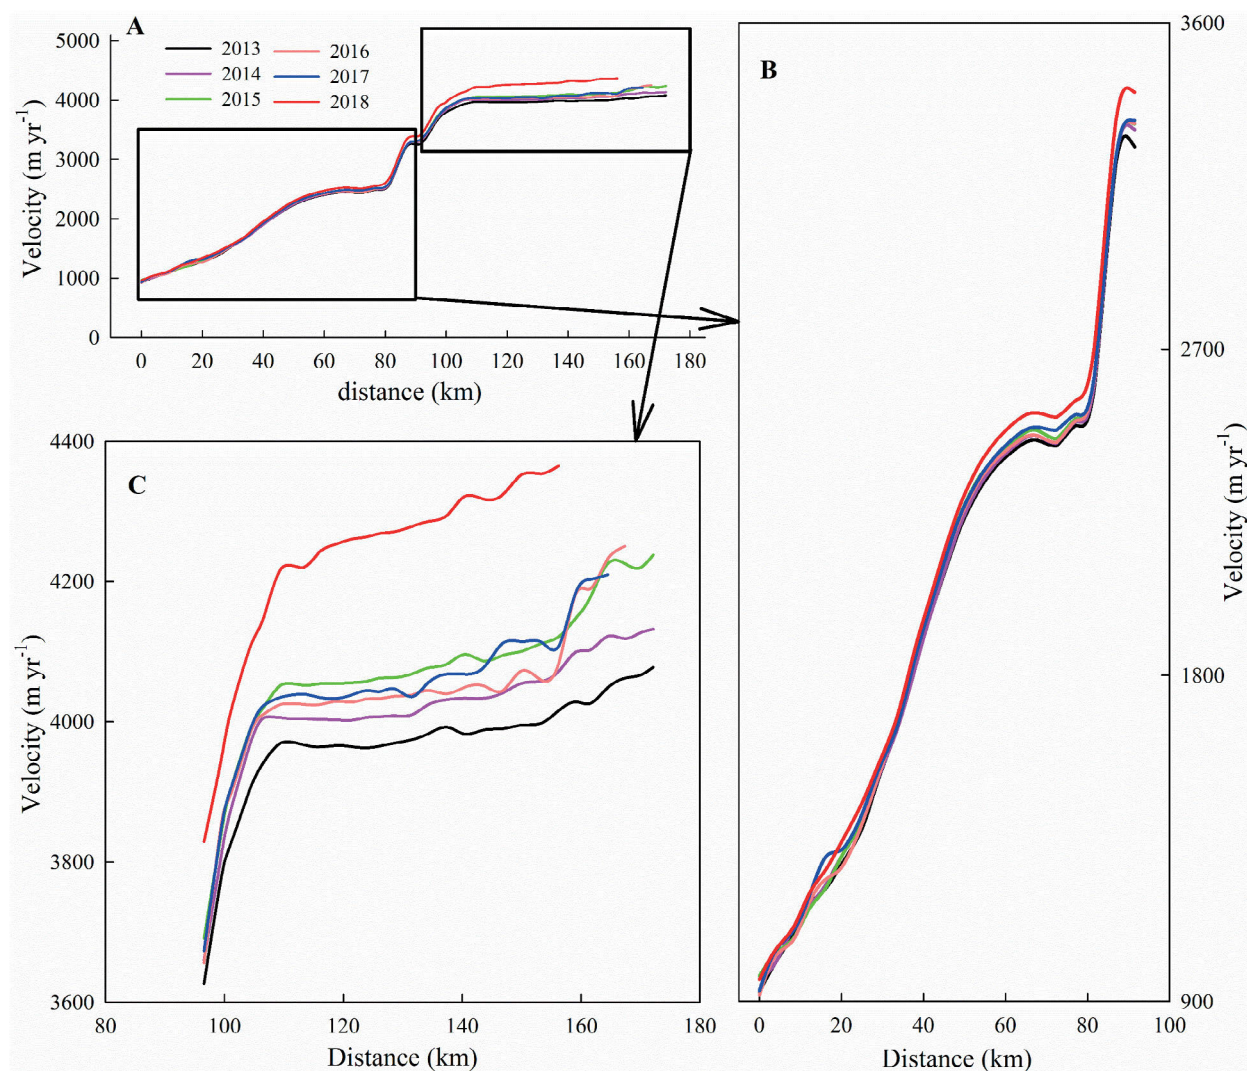 A
5000
4000
3000
2000
1000
0
Velocity (m yr-1)
2013
2014
2015
2016
2017
2018
0 20 40 60 80 100 120 140 160 180
distance (km)
B
3600
2700
1800
900
Velocity (m yr-1)
0 20 40 60 80 100
Distance (km)
C
4400
4200
4000
3800
3600
Velocity (m yr-1)
80 100 120 140 160 180
Distance (km)